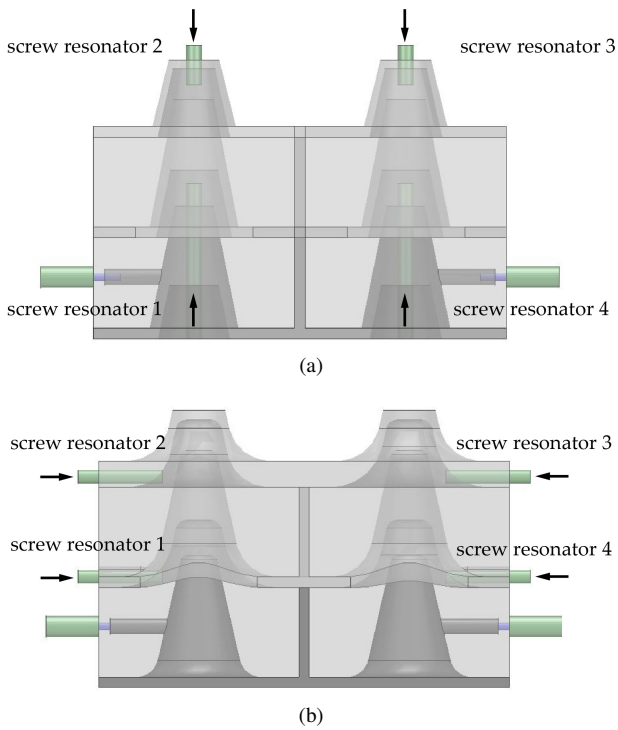 screw resonator 2
screw resonator 3
screw resonator 1
screw resonator 4
(a)
screw resonator 2
screw resonator 3
screw resonator 1
screw resonator 4
(b)